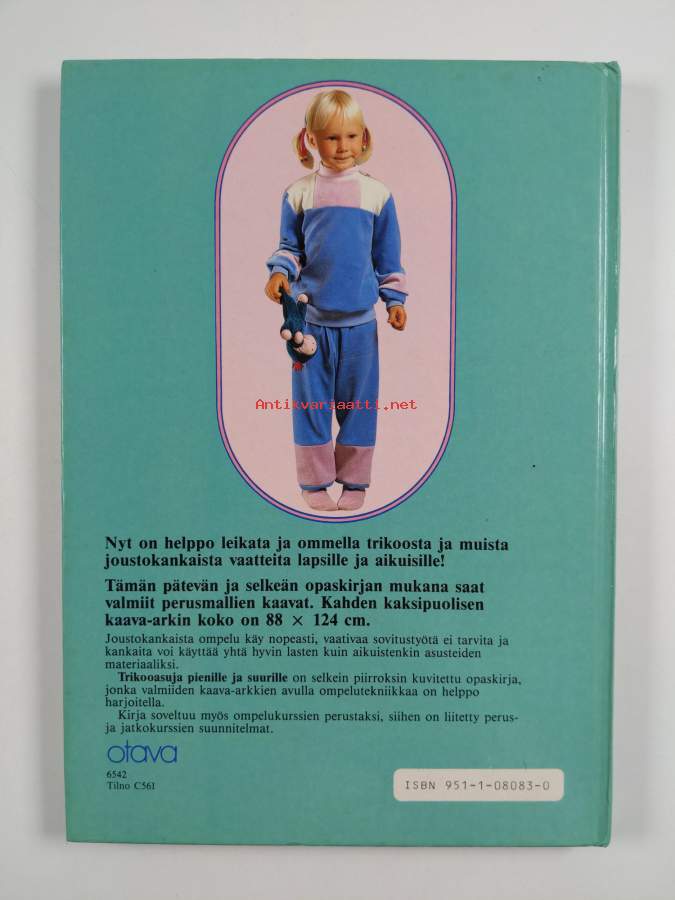 Antikvariaatti.net
Nyt on helppo leikata ja ommella trikoosta ja muista
joustokankaista vaatteita lapsille ja aikuisille!
Tämän pätevän ja selkeän opaskirjan mukana saat
valmiit perusmallien kaavat. Kahden kaksipuolisen
kaava-arkin koko on 88 × 124 cm.
Joustokankaista ompelu käy nopeasti, vaativaa sovitustyötä ei tarvita ja
kankaita voi käyttää yhtä hyvin lasten kuin aikuistenkin asusteiden
materiaaliksi.
Trikooasuja pienille ja suurille on selkein piirroksin kuvitettu opaskirja,
jonka valmiiden kaava-arkkien avulla ompelutekniikkaa on helppo
harjoitella.
Kirja soveltuu myös ompelukurssien perustaksi, siihen on liitetty perus-
ja jatkokurssien suunnitelmat.
otava
6542
Tilno C561
ISBN 951-1-08083-0